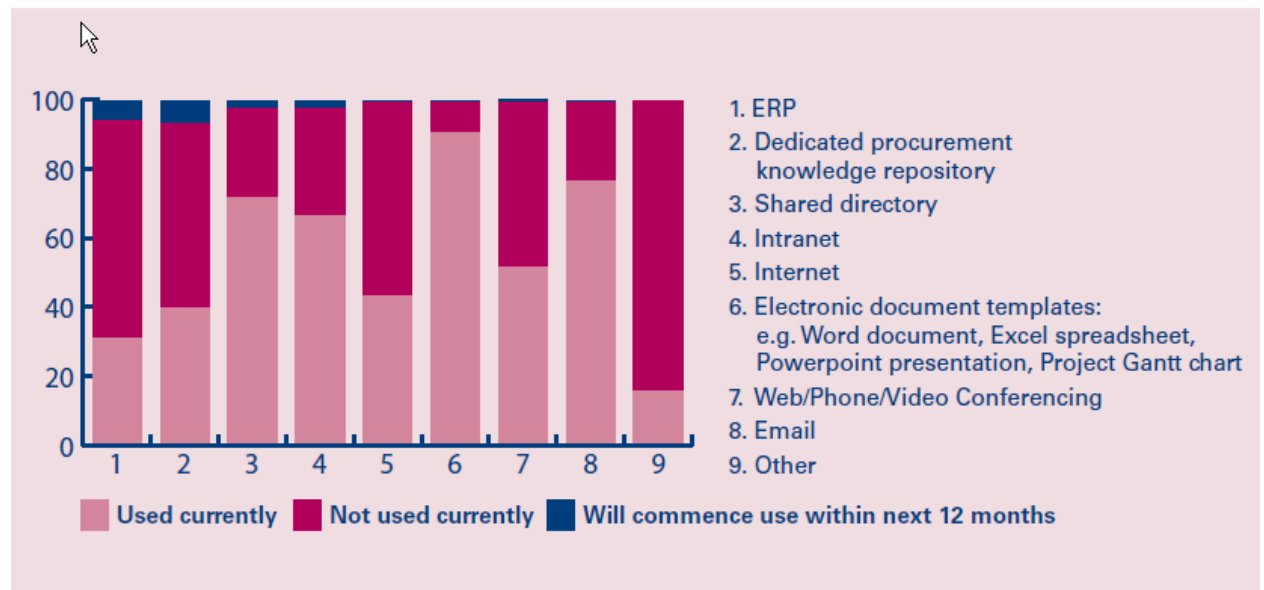 100
80
60
40
20
0
1 2 3 4 5 6 7 8 9
1. ERP
2. Dedicated procurement
knowledge repository
3. Shared directory
4. Intranet
5. Internet
6. Electronic document templates:
e.g. Word document, Excel spreadsheet,
Powerpoint presentation, Project Gantt chart
7. Web/Phone/Video Conferencing
8. Email
9. Other
Used currently Not used currently Will commence use within next 12 months